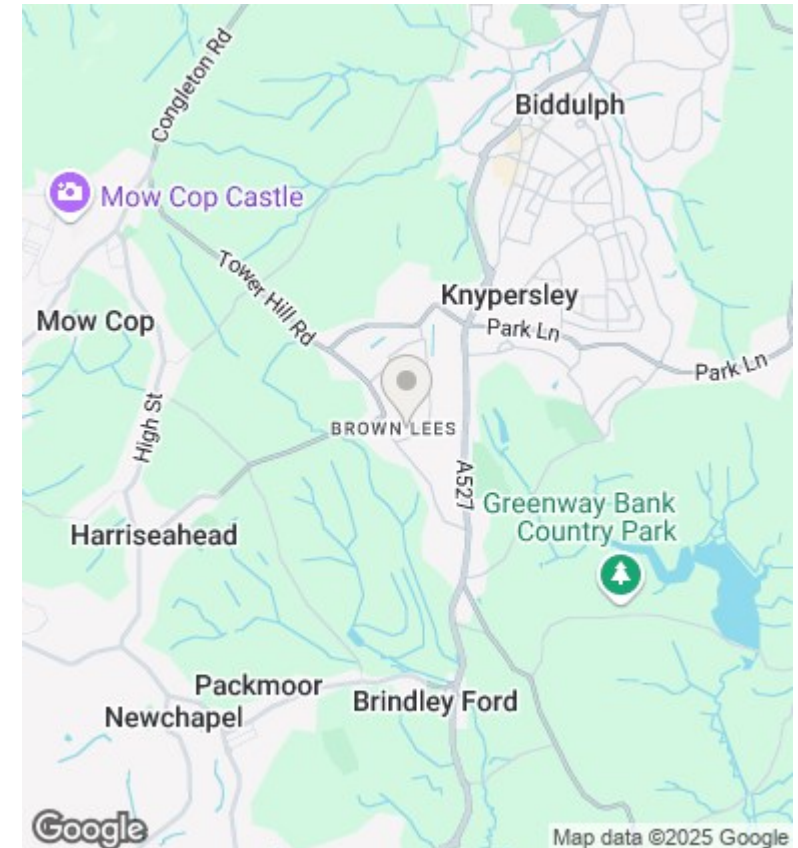 Congleton Rd
Biddulph
Mow Cop Castle
Tower Hill Rd
Knypersley
Mow Cop
Park Ln
Park Ln
High St
BROWN LEES
A527
Greenway Bank
Country Park
Harriseahead
Packmoor
Brindley Ford
Newchapel
Google
Map data ©2025 Google